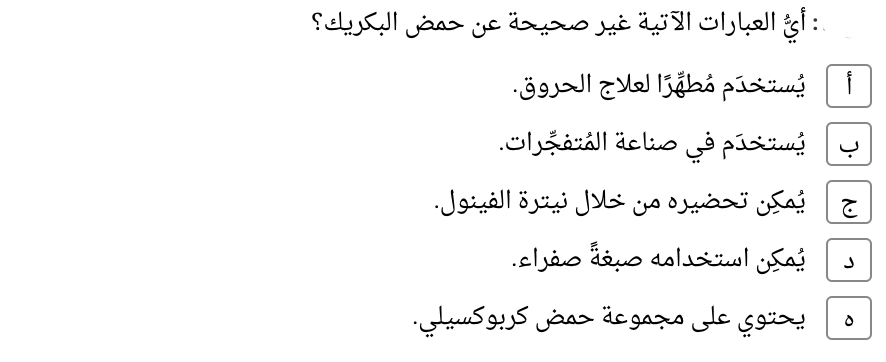 : أيُّ العبارات الآتية غير صحيحة عن حمض البكريك؟
أ يُستخدَم مُطهِّرًا لعلاج الحروق.
ب يُستخدَم في صناعة المُتفجِّرات.
ج يُمكِن تحضيره من خلال نيترة الفينول.
د يُمكِن استخدامه صبغةً صفراء.
ه يحتوي على مجموعة حمض كربوكسيلي.